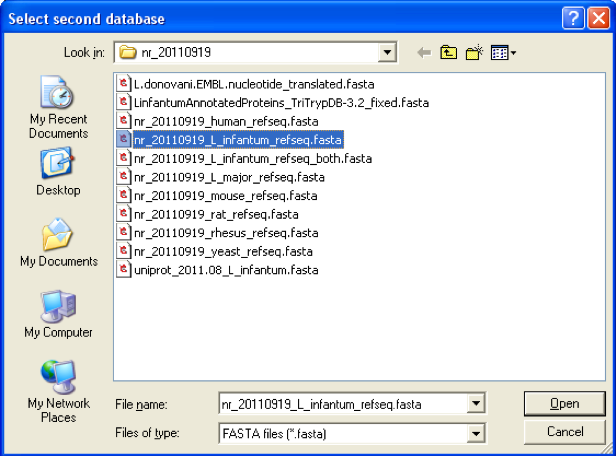 Select second database
Look in: nr_20110919
L.donovani.EMBL.nucleotide_translated.fasta
LinfantumAnnotatedProteins_TriTrypDB-3.2_fixed.fasta
nr_20110919_human_refseq.fasta
nr_20110919_L_infantum_refseq.fasta
nr_20110919_L_infantum_refseq_both.fasta
nr_20110919_L_major_refseq.fasta
nr_20110919_mouse_refseq.fasta
nr_20110919_rat_refseq.fasta
nr_20110919_rhesus_refseq.fasta
nr_20110919_yeast_refseq.fasta
uniprot_2011.08_L_infantum.fasta
My Recent
Documents
Desktop
My Documents
My Computer
My Network
Places
File name: nr_20110919_L_infantum_refseq.fasta Open
Files of type: FASTA files (*.fasta) Cancel